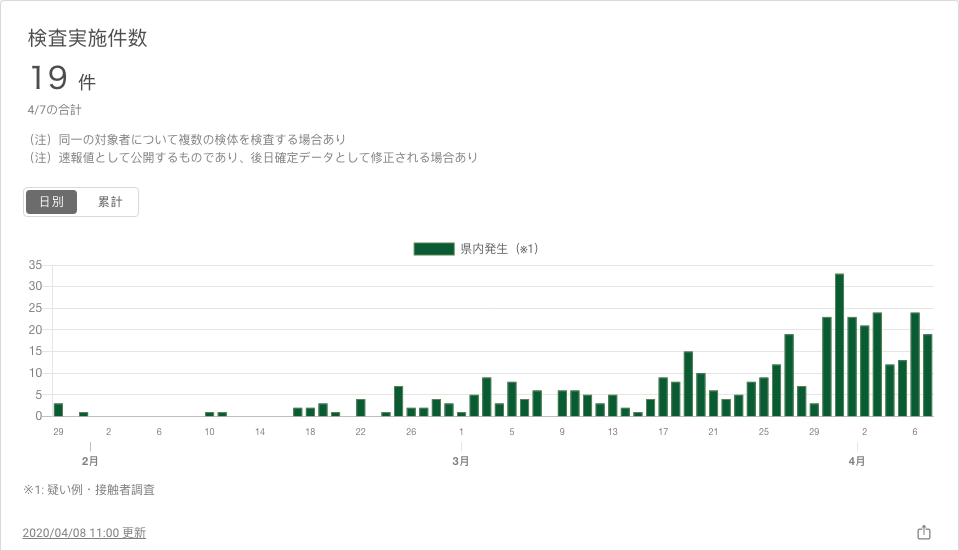 検査実施件数
19 件
4/7の合計
（注）同一の対象者について複数の検体を検査する場合あり
（注）速報値として公開するものであり、後日確定データとして修正される場合あり
日別 累計
県内発生（※1）
35
30
25
20
15
10
5
0
29 2 6 10 14 18 22 26 1 5 9 13 17 21 25 29 2 6
2月 3月 4月
※1: 疑い例・接触者調査
2020/04/08 11:00 更新